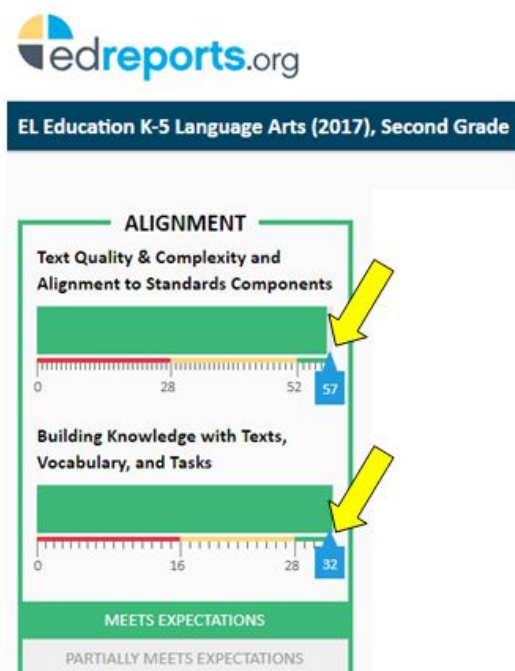 edreports.org
EL Education K-5 Language Arts (2017), Second Grade
ALIGNMENT
Text Quality & Complexity and
Alignment to Standards Components
0 28 52 57
Building Knowledge with Texts,
Vocabulary, and Tasks
0 16 28 32
MEETS EXPECTATIONS
PARTIALLY MEETS EXPECTATIONS